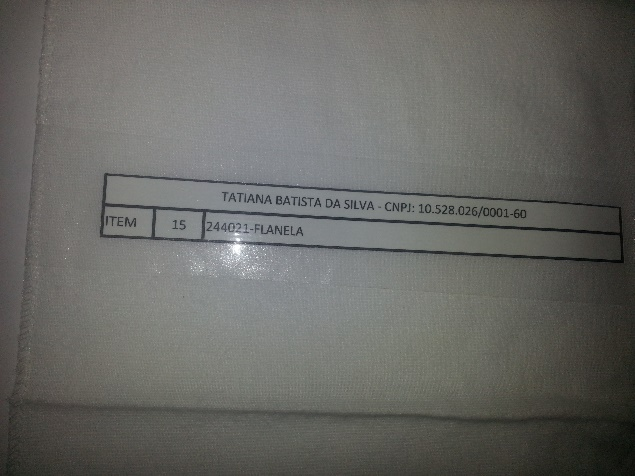 TATIANA BATISTA DA SILVA - CNPJ: 10.528.026/0001-60
ITEM 15 244021-FLANELA